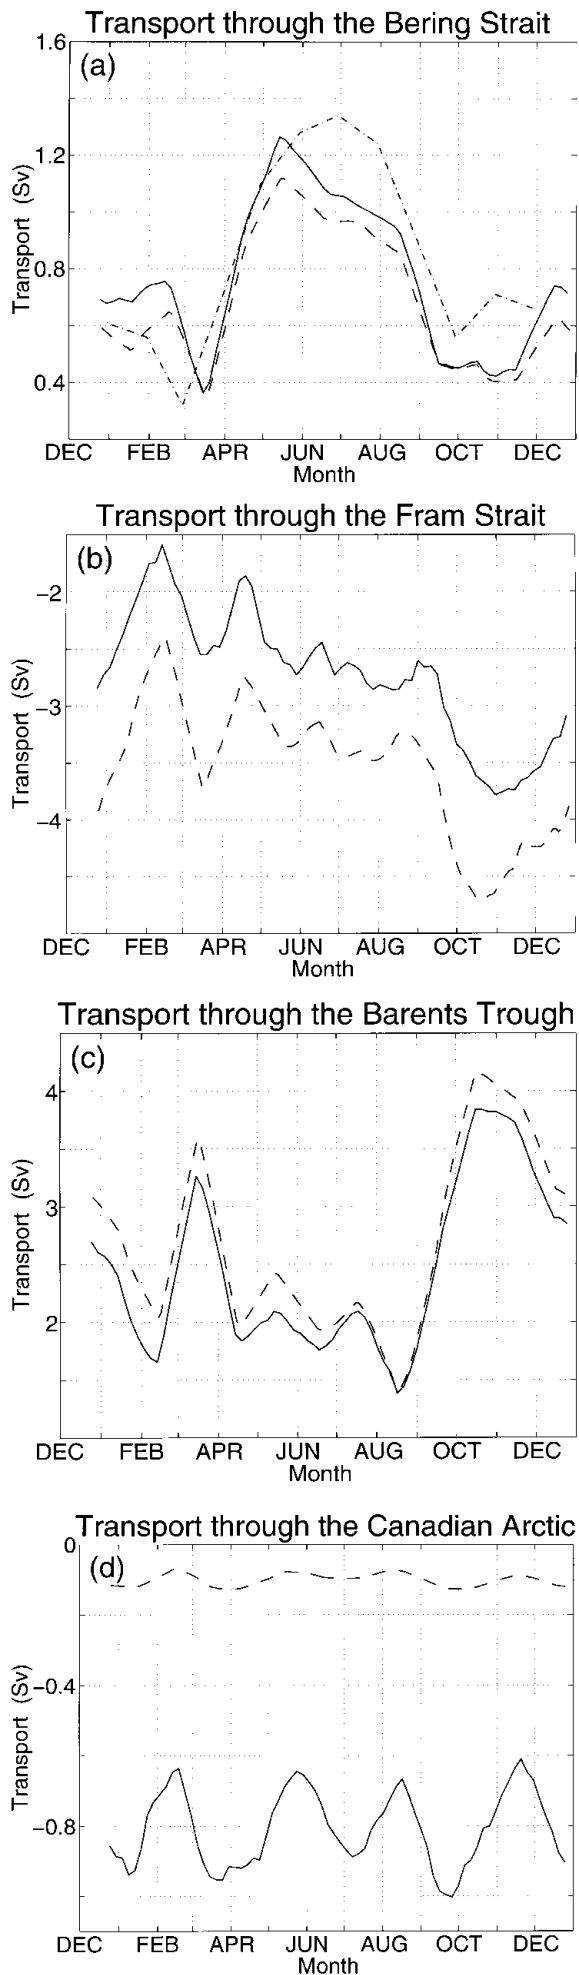 Transport through the Bering Strait
(a)
1.6
1.2
0.8
0.4
Transport (Sv)
DEC FEB APR JUN AUG OCT DEC
Month
Transport through the Fram Strait
(b)
−2
−3
−4
Transport (Sv)
DEC FEB APR JUN AUG OCT DEC
Month
Transport through the Barents Trough
(c)
4
3
2
Transport (Sv)
DEC FEB APR JUN AUG OCT DEC
Month
Transport through the Canadian Arctic
(d)
0
−0.4
−0.8
Transport (Sv)
DEC FEB APR JUN AUG OCT DEC
Month